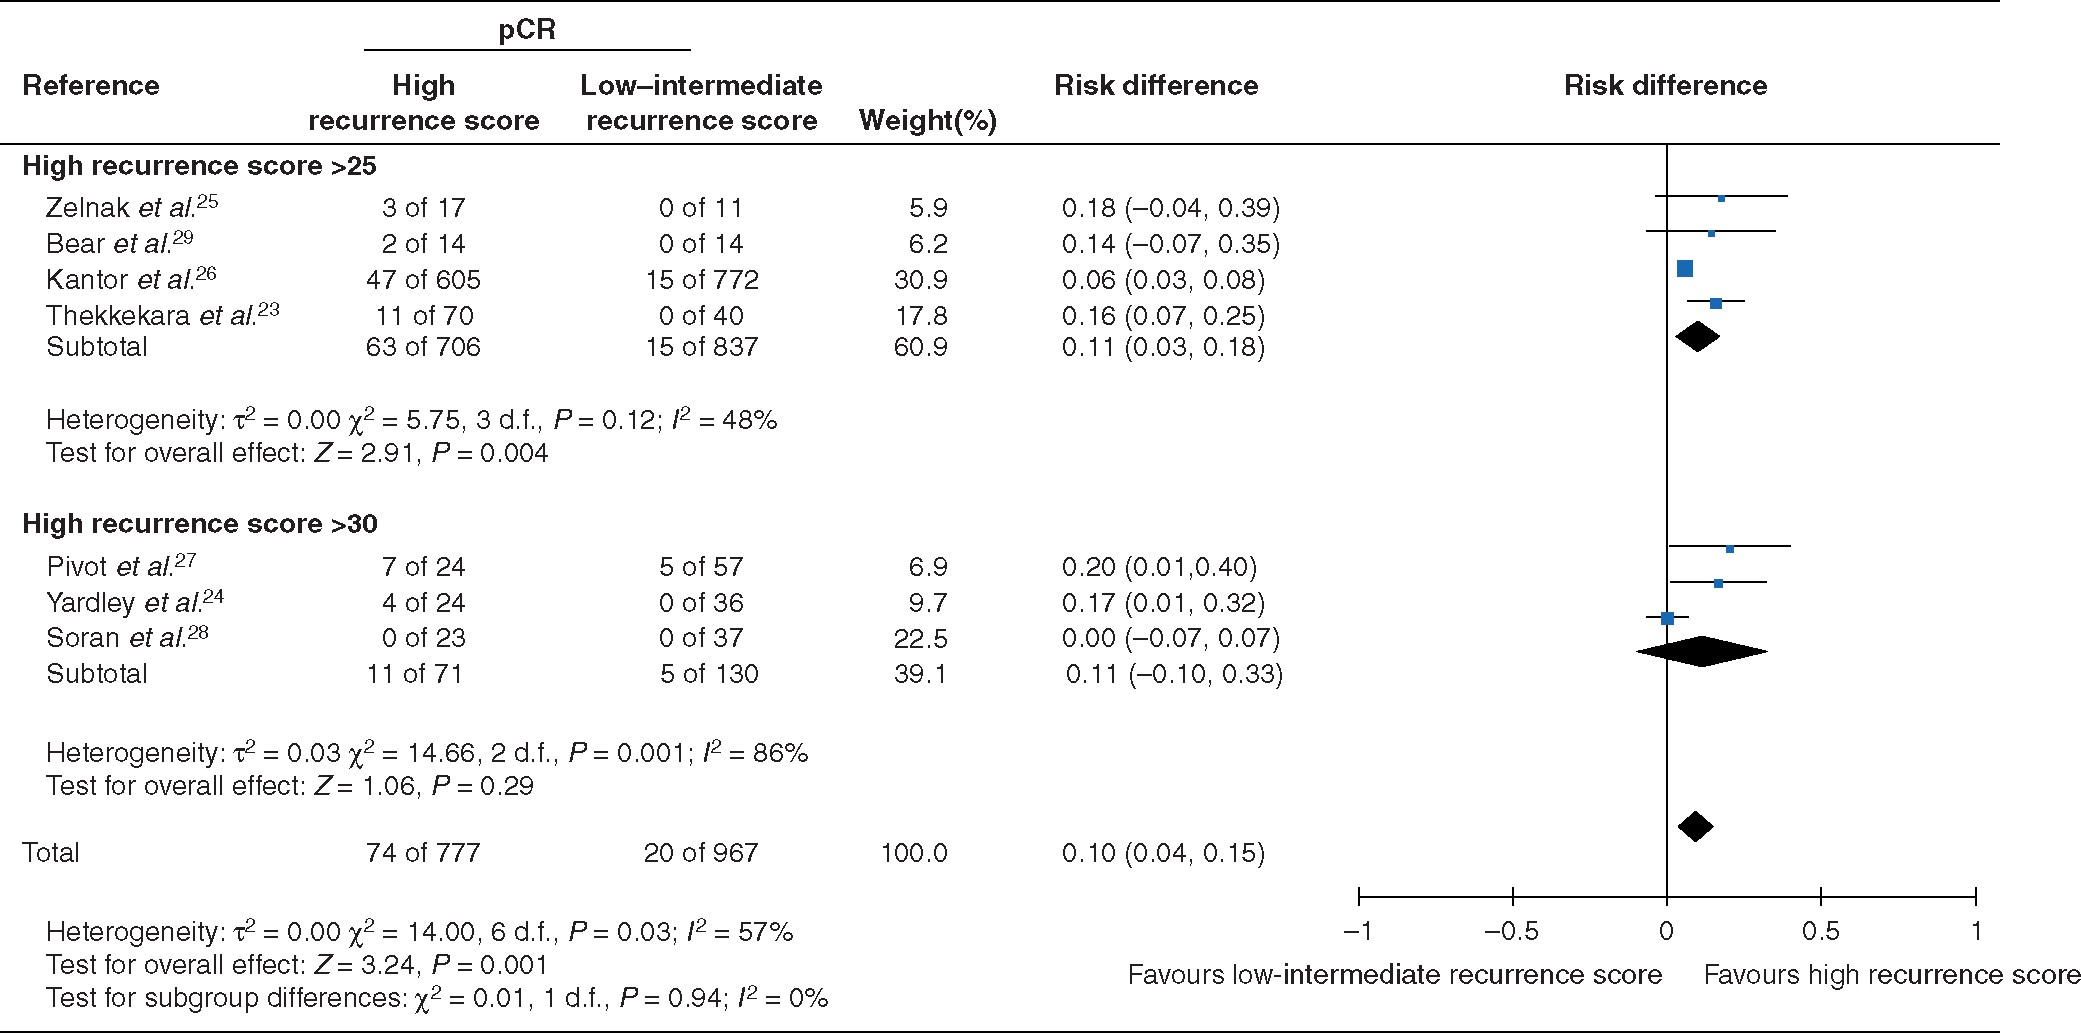 pCR
Reference High Low–intermediate Risk difference Risk difference
recurrence score recurrence score Weight(%)
High recurrence score >25
Zelnak et al.25 3 of 17 0 of 11 5.9 0.18 (–0.04, 0.39)
Bear et al.29 2 of 14 0 of 14 6.2 0.14 (–0.07, 0.35)
Kantor et al.26 47 of 605 15 of 772 30.9 0.06 (0.03, 0.08)
Thekkekara et al.23 11 of 70 0 of 40 17.8 0.16 (0.07, 0.25)
Subtotal 63 of 706 15 of 837 60.9 0.11 (0.03, 0.18)
Heterogeneity: τ2 = 0.00 χ2 = 5.75, 3 d.f., P = 0.12; I2 = 48%
Test for overall effect: Z = 2.91, P = 0.004
High recurrence score >30
Pivot et al.27 7 of 24 5 of 57 6.9 0.20 (0.01,0.40)
Yardley et al.24 4 of 24 0 of 36 9.7 0.17 (0.01, 0.32)
Soran et al.28 0 of 23 0 of 37 22.5 0.00 (–0.07, 0.07)
Subtotal 11 of 71 5 of 130 39.1 0.11 (–0.10, 0.33)
Heterogeneity: τ2 = 0.03 χ2 = 14.66, 2 d.f., P = 0.001; I2 = 86%
Test for overall effect: Z = 1.06, P = 0.29
Total 74 of 777 20 of 967 100.0 0.10 (0.04, 0.15)
Heterogeneity: τ2 = 0.00 χ2 = 14.00, 6 d.f., P = 0.03; I2 = 57%
Test for overall effect: Z = 3.24, P = 0.001
Test for subgroup differences: χ2 = 0.01, 1 d.f., P = 0.94; I2 = 0%
–1 –0.5 0 0.5 1
Favours low-intermediate recurrence score Favours high recurrence score